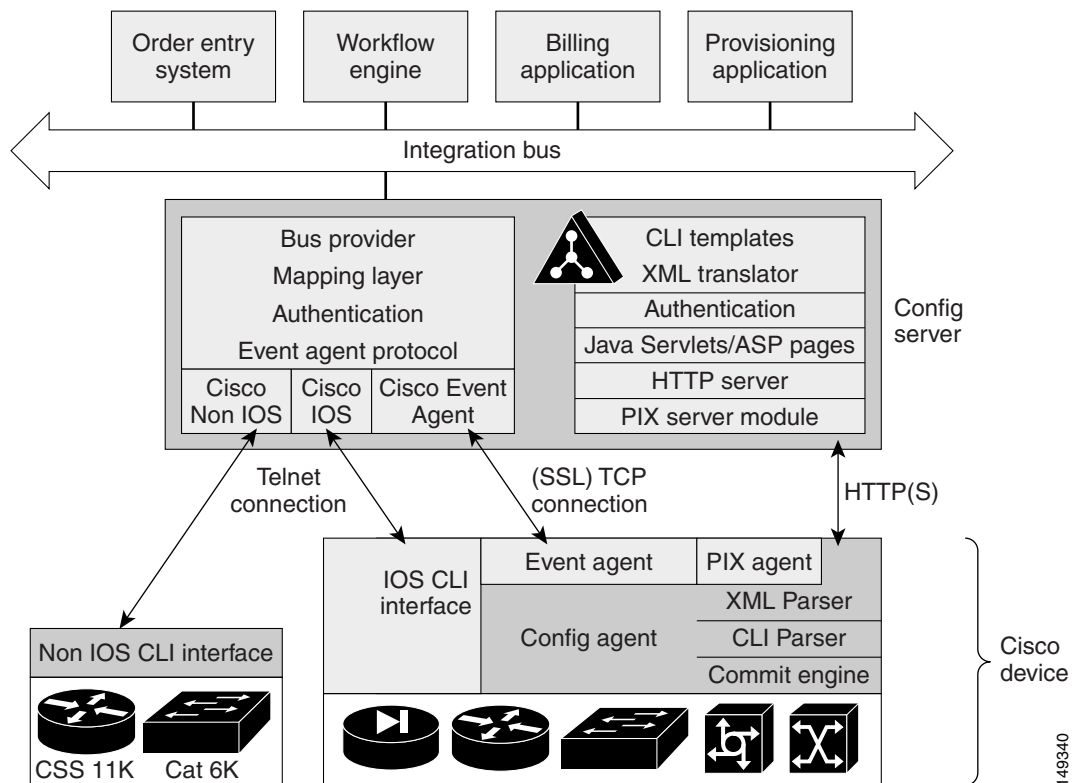 Order entry
system
Workflow
engine
Billing
application
Provisioning
application
Integration bus
Bus provider
Mapping layer
Authentication
Event agent protocol
Cisco
Non IOS
Cisco
IOS
Cisco Event
Agent
CLI templates
XML translator
Authentication
Java Servlets/ASP pages
HTTP server
PIX server module
Config
server
Telnet
connection
(SSL) TCP
connection
HTTP(S)
IOS CLI
interface
Event agent
PIX agent
Config agent
XML Parser
CLI Parser
Commit engine
Non IOS CLI interface
CSS 11K
Cat 6K
Cisco
device
149340